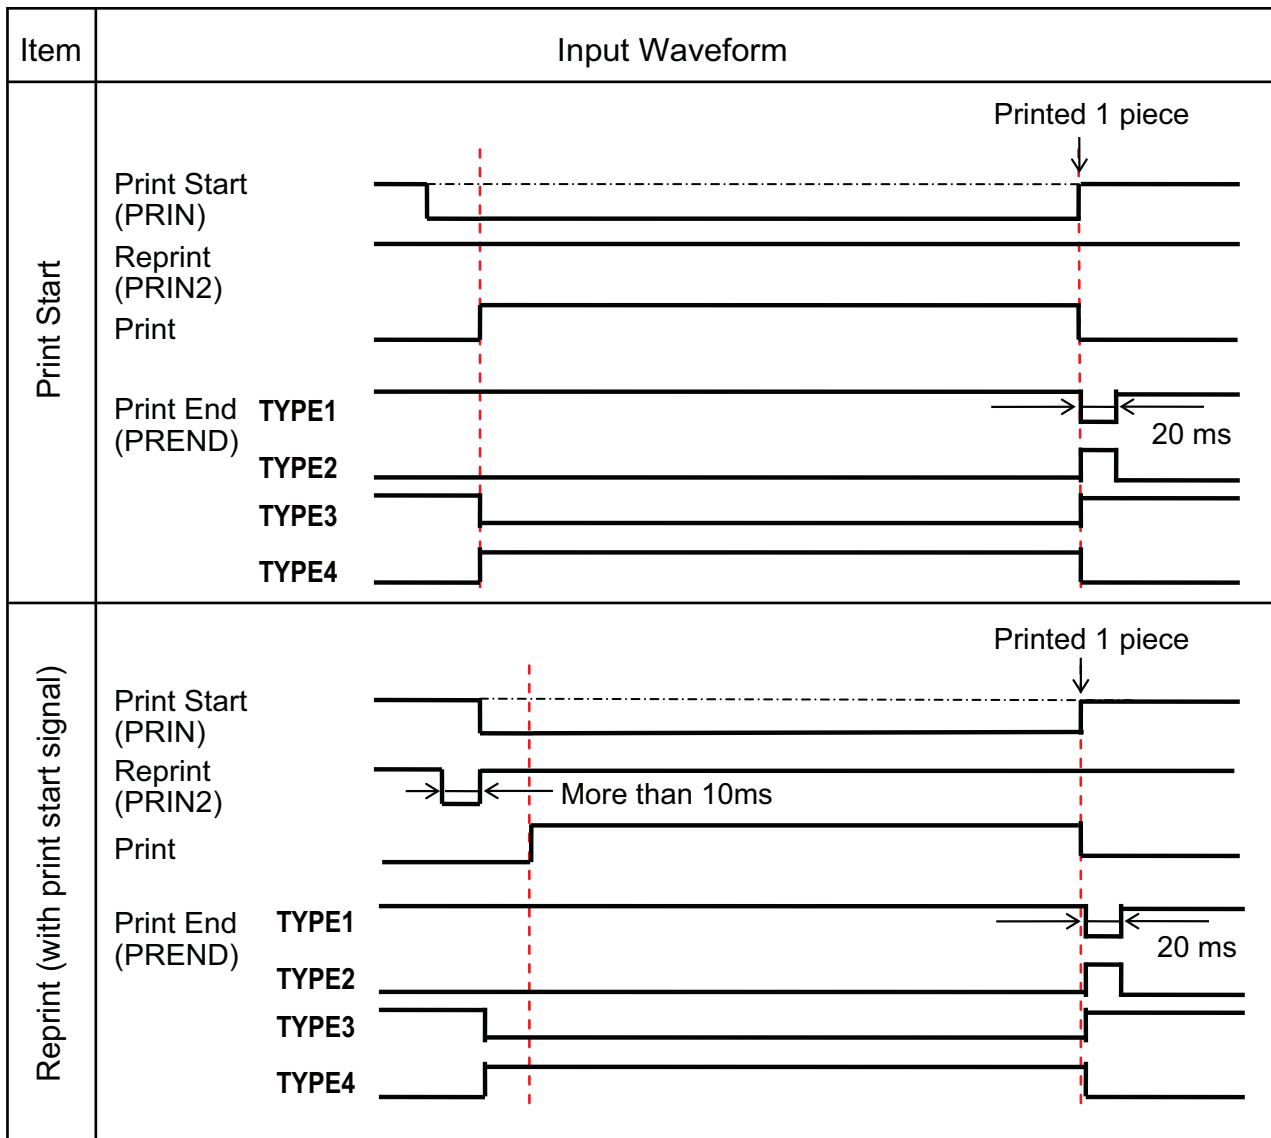 Item
Input Waveform
Print Start
Printed 1 piece
Print Start
(PRIN)
Reprint
(PRIN2)
Print
Print End TYPE1
(PREND)
20 ms
TYPE2
TYPE3
TYPE4
Reprint (with print start signal)
Printed 1 piece
Print Start
(PRIN)
Reprint
(PRIN2)
More than 10ms
Print
Print End TYPE1
(PREND)
20 ms
TYPE2
TYPE3
TYPE4